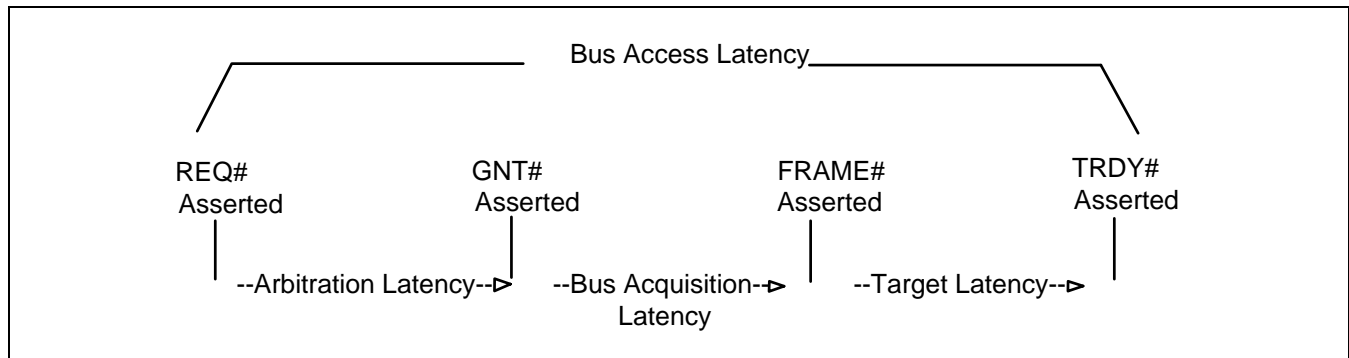 Bus Access Latency
REQ# GNT# FRAME# TRDY#
Asserted Asserted Asserted Asserted
--Arbitration Latency-- --Bus Acquisition-- --Target Latency--
Latency